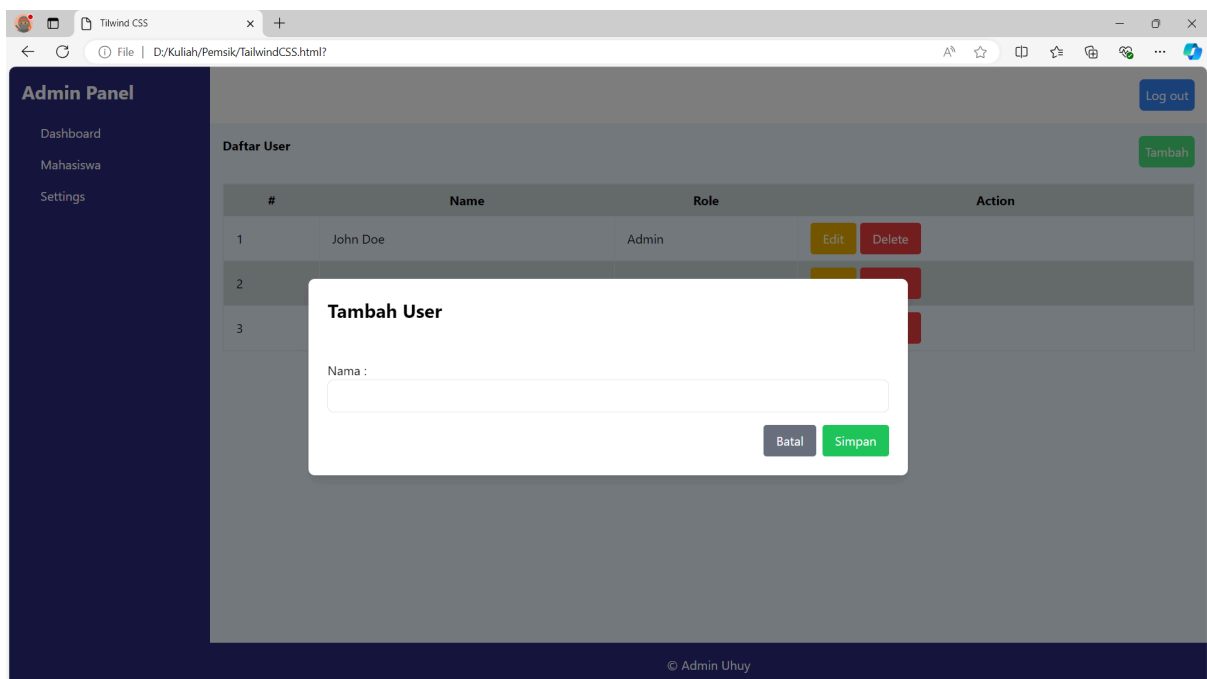 Tilwind CSS
File | D:/Kuliah/Pemsik/TailwindCSS.html?
Admin Panel
Log out
Dashboard
Mahasiswa
Settings
Daftar User
Tambah
# Name Role Action
1 John Doe Admin Edit Delete
2
3
Tambah User
Nama :
Batal Simpan
© Admin Uhuy